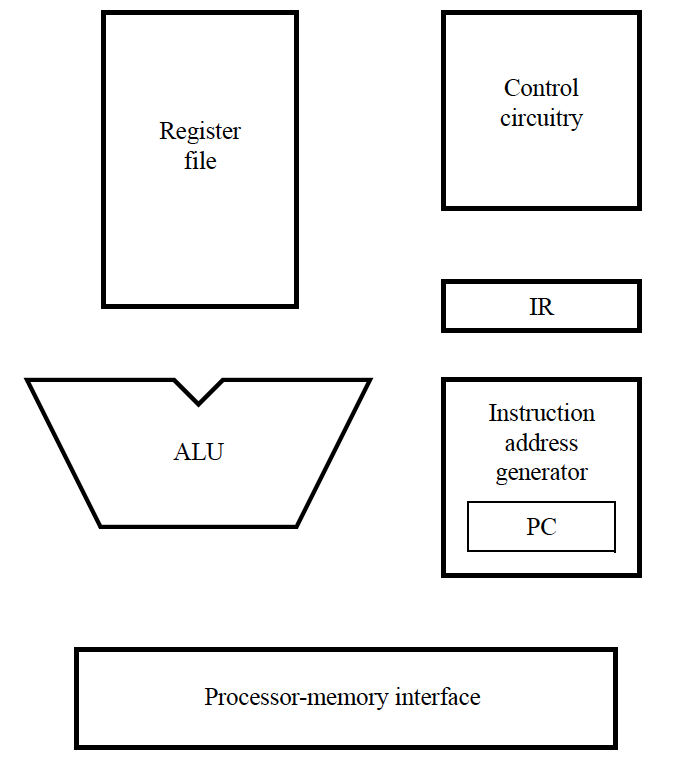 Register
file
Control
circuitry
IR
ALU
Instruction
address
generator
PC
Processor-memory interface